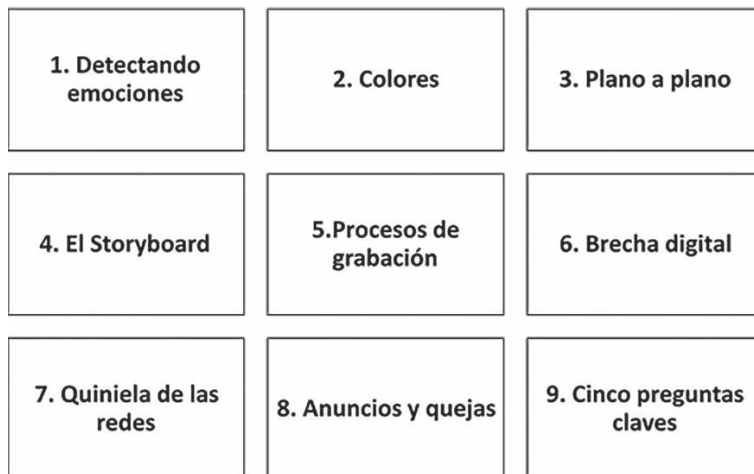 1. Detectando
emociones
2. Colores
3. Plano a plano
4. El Storyboard
5.Procesos de
grabación
6. Brecha digital
7. Quiniela de las
redes
8. Anuncios y quejas
9. Cinco preguntas
claves